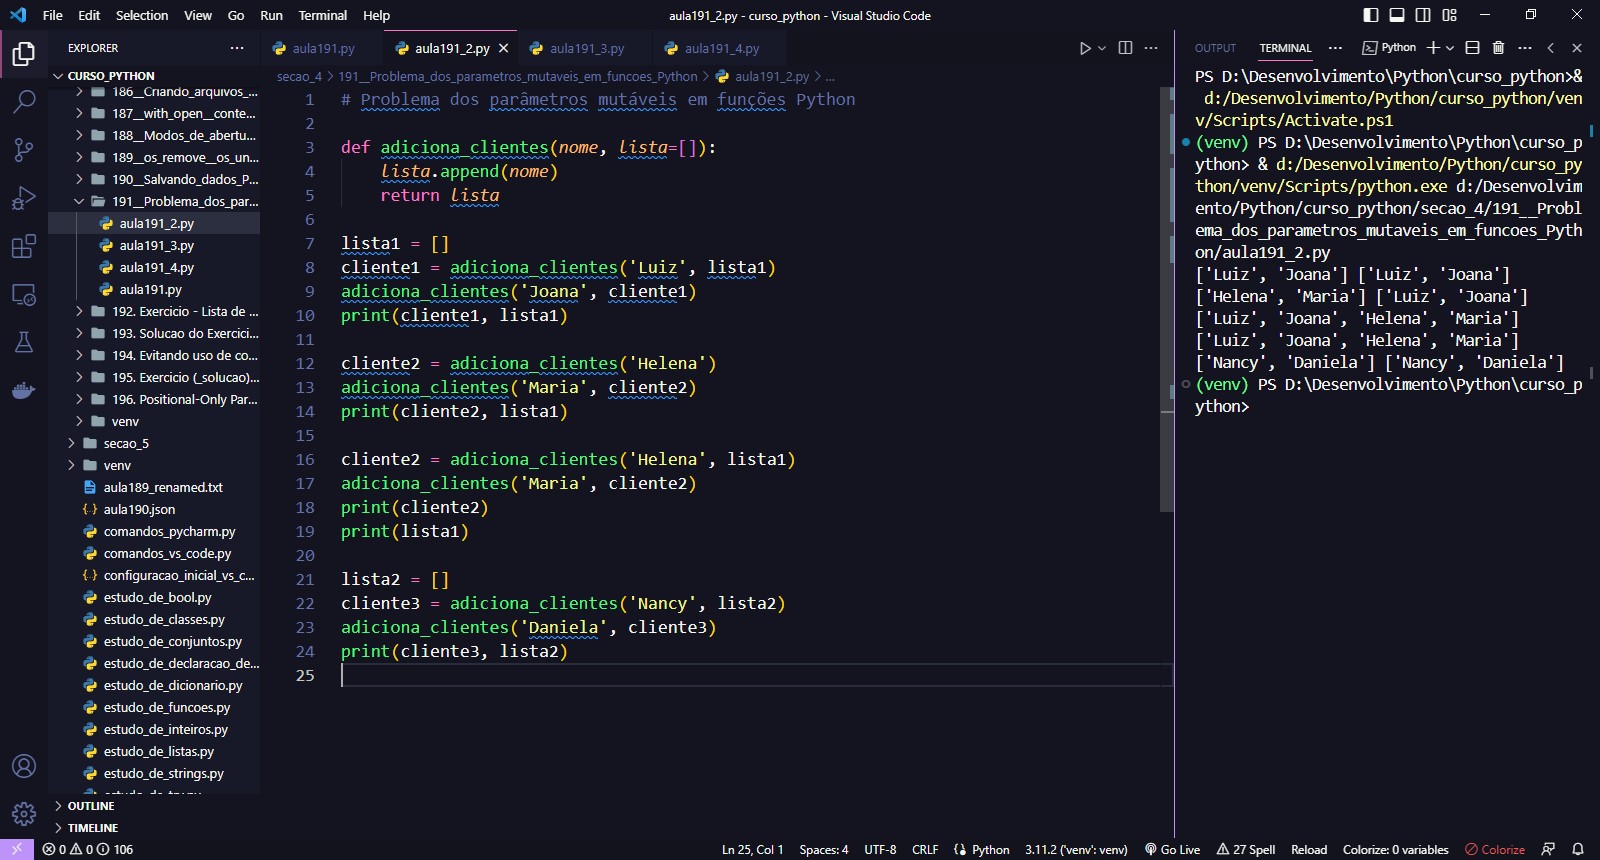 File Edit Selection View Go Run Terminal Help
aula191_2.py - curso_python - Visual Studio Code
EXPLORER
CURSO_PYTHON
186__Criando_arquivos_...
187__with_open__conte...
188__Modos_de_abertu...
189__os_remove__os_un...
190__Salvando_dados_P...
191__Problema_dos_par...
aula191_2.py
aula191_3.py
aula191_4.py
aula191.py
192. Exercicio - Lista de ...
193. Solucao do Exercici...
194. Evitando uso de co...
195. Exercicio (_solucao)...
196. Positional-Only Par...
venv
secao_5
venv
aula189_renamed.txt
aula190.json
comandos_pycharm.py
comandos_vs_code.py
configuracao_inicial_vs_c...
estudo_de_bool.py
estudo_de_classes.py
estudo_de_conjuntos.py
estudo_de_declaracao_de...
estudo_de_dicionario.py
estudo_de_funcoes.py
estudo_de_inteiros.py
estudo_de_listas.py
estudo_de_strings.py
OUTLINE
TIMELINE
aula191.py aula191_2.py aula191_3.py aula191_4.py
secao_4 > 191__Problema_dos_parametros_mutaveis_em_funcoes_Python > aula191_2.py > ...
1 # Problema dos parâmetros mutáveis em funções Python
2
3 def adiciona_clientes(nome, lista=[]):
4     lista.append(nome)
5     return lista
6
7 lista1 = []
8 cliente1 = adiciona_clientes('Luiz', lista1)
9 adiciona_clientes('Joana', cliente1)
10 print(cliente1, lista1)
11
12 cliente2 = adiciona_clientes('Helena')
13 adiciona_clientes('Maria', cliente2)
14 print(cliente2, lista1)
15
16 cliente2 = adiciona_clientes('Helena', lista1)
17 adiciona_clientes('Maria', cliente2)
18 print(cliente2)
19 print(lista1)
20
21 lista2 = []
22 cliente3 = adiciona_clientes('Nancy', lista2)
23 adiciona_clientes('Daniela', cliente3)
24 print(cliente3, lista2)
25
OUTPUT TERMINAL ... Python
PS D:\Desenvolvimento\Python\curso_python>&
d:/Desenvolvimento/Python/curso_python/ven
v/Scripts/Activate.ps1
(venv) PS D:\Desenvolvimento\Python\curso_p
ython> & d:/Desenvolvimento/Python/curso_py
thon/venv/Scripts/python.exe d:/Desenvolvim
ento/Python/curso_python/secao_4/191__Probl
ema_dos_parametros_mutaveis_em_funcoes_Pyth
on/aula191_2.py
['Luiz', 'Joana'] ['Luiz', 'Joana']
['Helena', 'Maria'] ['Luiz', 'Joana']
['Luiz', 'Joana', 'Helena', 'Maria']
['Luiz', 'Joana', 'Helena', 'Maria']
['Nancy', 'Daniela'] ['Nancy', 'Daniela']
(venv) PS D:\Desenvolvimento\Python\curso_p
ython>
0 0 106 Ln 25, Col 1 Spaces: 4 UTF-8 CRLF Python 3.11.2 ('venv': venv) Go Live 27 Spell Reload Colorize: 0 variables Colorize